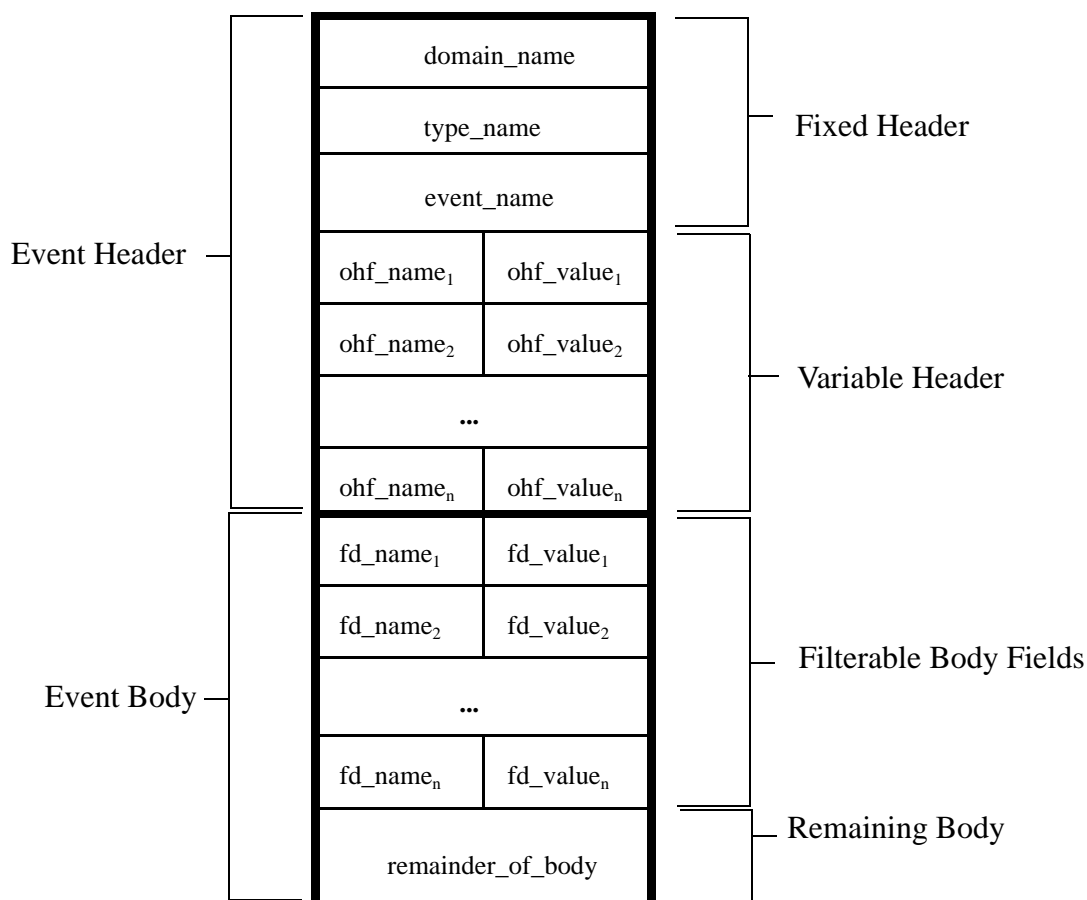 domain_name
type_name
Fixed Header
event_name
Event Header
ohf_name₁ ohf_value₁
ohf_name₂ ohf_value₂
Variable Header
...
ohf_nameₙ ohf_valueₙ
fd_name₁ fd_value₁
fd_name₂ fd_value₂
Filterable Body Fields
Event Body
...
fd_nameₙ fd_valueₙ
Remaining Body
remainder_of_body